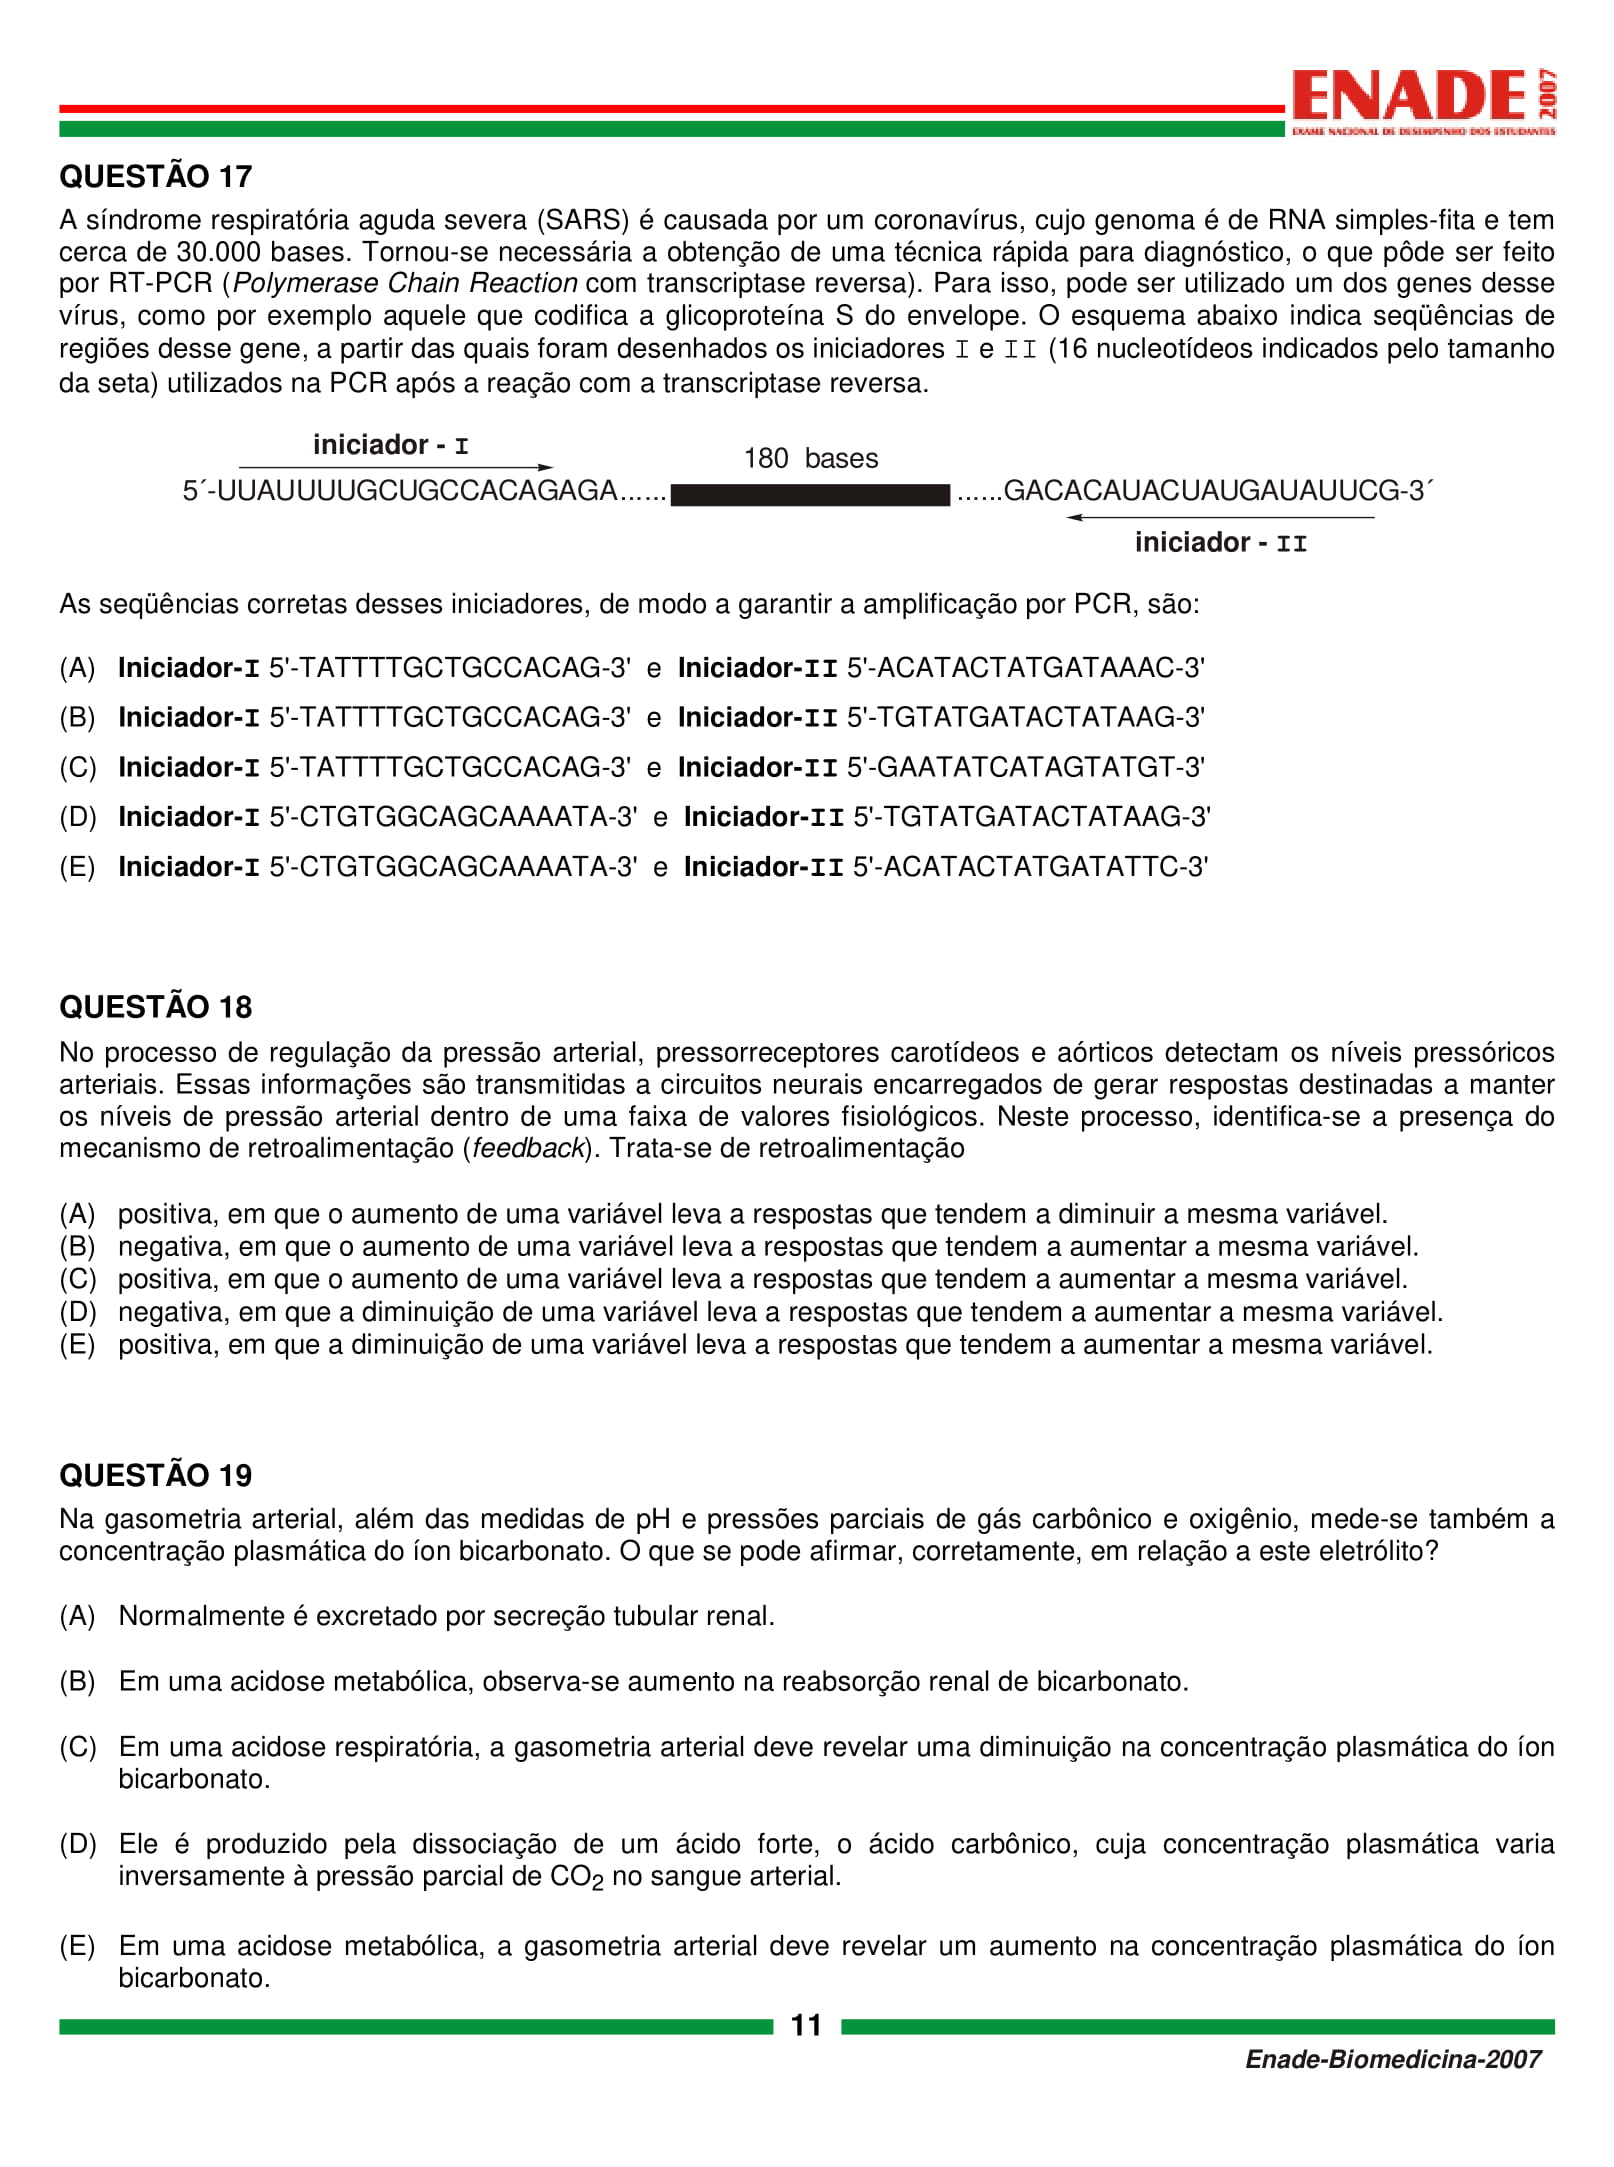 ENADE 2007
EXAME NACIONAL DE DESEMPENHO DOS ESTUDANTES
QUESTÃO 17
A síndrome respiratória aguda severa (SARS) é causada por um coronavírus, cujo genoma é de RNA simples-fita e tem
cerca de 30.000 bases. Tornou-se necessária a obtenção de uma técnica rápida para diagnóstico, o que pôde ser feito
por RT-PCR (Polymerase Chain Reaction com transcriptase reversa). Para isso, pode ser utilizado um dos genes desse
vírus, como por exemplo aquele que codifica a glicoproteína S do envelope. O esquema abaixo indica seqüências de
regiões desse gene, a partir das quais foram desenhados os iniciadores I e II (16 nucleotídeos indicados pelo tamanho
da seta) utilizados na PCR após a reação com a transcriptase reversa.
iniciador - I
180 bases
5´-UUAUUUUGCUGCCACAGAGA...... ......GACACAUACUAUGAUAUUCG-3´
iniciador - II
As seqüências corretas desses iniciadores, de modo a garantir a amplificação por PCR, são:
(A) Iniciador-I 5'-TATTTTGCTGCCACAG-3' e Iniciador-II 5'-ACATACTATGATAAAC-3'
(B) Iniciador-I 5'-TATTTTGCTGCCACAG-3' e Iniciador-II 5'-TGTATGATACTATAAG-3'
(C) Iniciador-I 5'-TATTTTGCTGCCACAG-3' e Iniciador-II 5'-GAATATCATAGTATGT-3'
(D) Iniciador-I 5'-CTGTGGCAGCAAAATA-3' e Iniciador-II 5'-TGTATGATACTATAAG-3'
(E) Iniciador-I 5'-CTGTGGCAGCAAAATA-3' e Iniciador-II 5'-ACATACTATGATATTC-3'
QUESTÃO 18
No processo de regulação da pressão arterial, pressorreceptores carotídeos e aórticos detectam os níveis pressóricos
arteriais. Essas informações são transmitidas a circuitos neurais encarregados de gerar respostas destinadas a manter
os níveis de pressão arterial dentro de uma faixa de valores fisiológicos. Neste processo, identifica-se a presença do
mecanismo de retroalimentação (feedback). Trata-se de retroalimentação
(A) positiva, em que o aumento de uma variável leva a respostas que tendem a diminuir a mesma variável.
(B) negativa, em que o aumento de uma variável leva a respostas que tendem a aumentar a mesma variável.
(C) positiva, em que o aumento de uma variável leva a respostas que tendem a aumentar a mesma variável.
(D) negativa, em que a diminuição de uma variável leva a respostas que tendem a aumentar a mesma variável.
(E) positiva, em que a diminuição de uma variável leva a respostas que tendem a aumentar a mesma variável.
QUESTÃO 19
Na gasometria arterial, além das medidas de pH e pressões parciais de gás carbônico e oxigênio, mede-se também a
concentração plasmática do íon bicarbonato. O que se pode afirmar, corretamente, em relação a este eletrólito?
(A) Normalmente é excretado por secreção tubular renal.
(B) Em uma acidose metabólica, observa-se aumento na reabsorção renal de bicarbonato.
(C) Em uma acidose respiratória, a gasometria arterial deve revelar uma diminuição na concentração plasmática do íon
bicarbonato.
(D) Ele é produzido pela dissociação de um ácido forte, o ácido carbônico, cuja concentração plasmática varia
inversamente à pressão parcial de CO2 no sangue arterial.
(E) Em uma acidose metabólica, a gasometria arterial deve revelar um aumento na concentração plasmática do íon
bicarbonato.
11
Enade-Biomedicina-2007